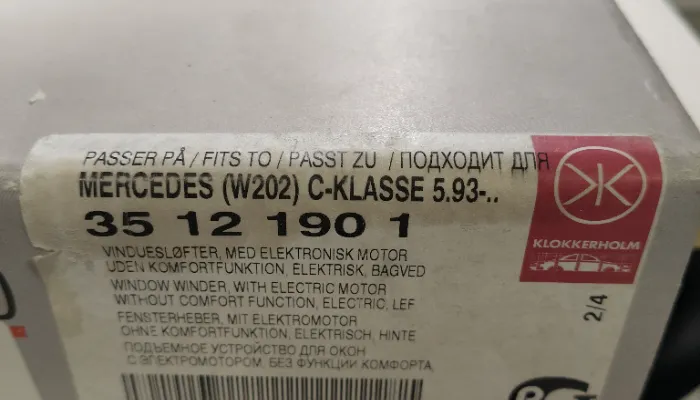 PASSER PÅ / FITS TO / PASST ZU / ПОДХОДИТ ДЛЯ
MERCEDES (W202) C-KLASSE 5.93-..
35 12 190 1
VINDUESLØFTER, MED ELEKTRONISK MOTOR
UDEN KOMFORTFUNKTION, ELEKTRISK, BAGVED
WINDOW WINDER, WITH ELECTRIC MOTOR
WITHOUT COMFORT FUNCTION, ELECTRIC, LEF
FENSTERHEBER, MIT ELEKTROMOTOR
OHNE KOMFORTFUNKTION, ELEKTRISCH, HINTE
ПОДЪЕМНОЕ УСТРОЙСТВО ДЛЯ ОКОН
С ЭЛЕКТРОМОТОРОМ, БЕЗ ФУНКЦИИ КОМФОРТА
KLOKKERHOLM
2/4